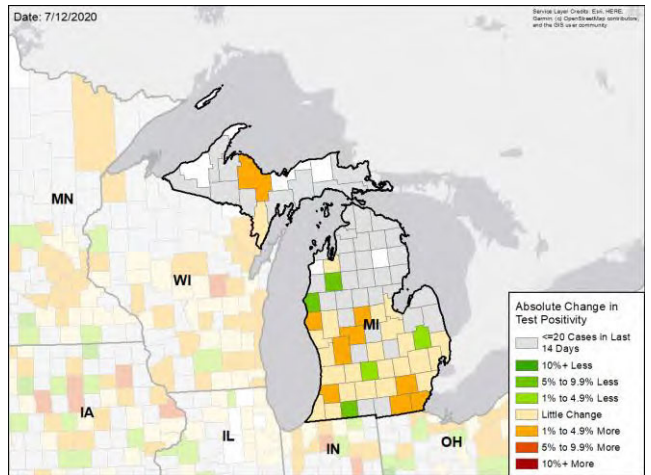 Date: 7/12/2020
Service Layer Credits: Esri, HERE,
Garmin, (c) OpenStreetMap contributors,
and the GIS user community
MN
WI
MI
IA
IL
IN
OH
Absolute Change in
Test Positivity
<=20 Cases in Last
14 Days
10%+ Less
5% to 9.9% Less
1% to 4.9% Less
Little Change
1% to 4.9% More
5% to 9.9% More
10%+ More